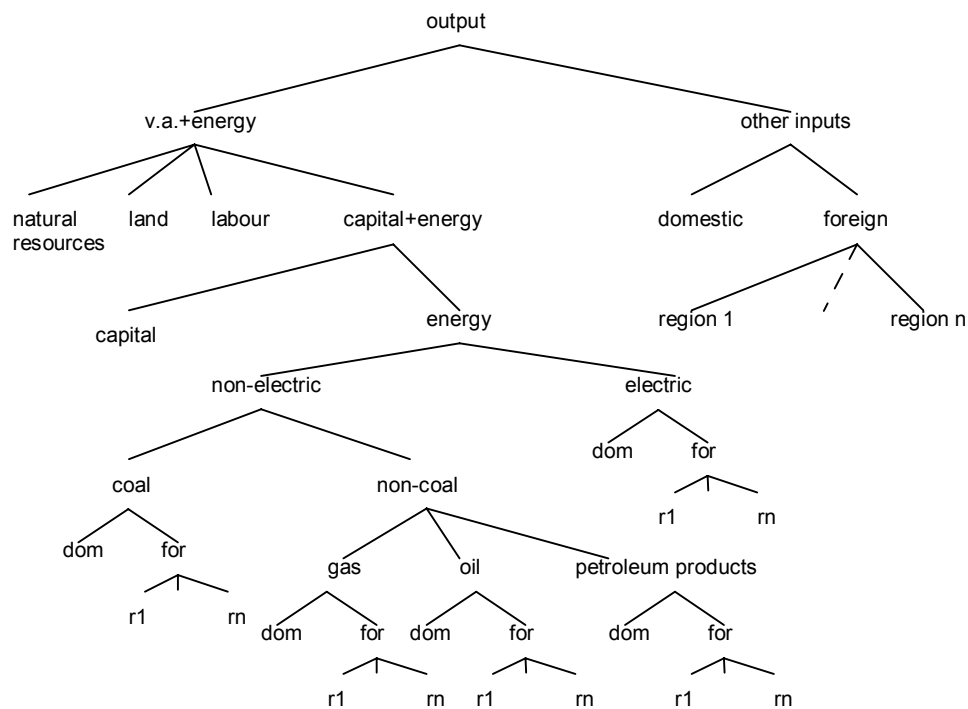 output
v.a.+energy other inputs
natural land labour capital+energy domestic foreign
resources
capital energy region 1 region n
non-electric electric
dom for
coal non-coal
r1 rn
dom for
gas oil petroleum products
r1 rn
dom for dom for dom for
r1 rn r1 rn r1 rn